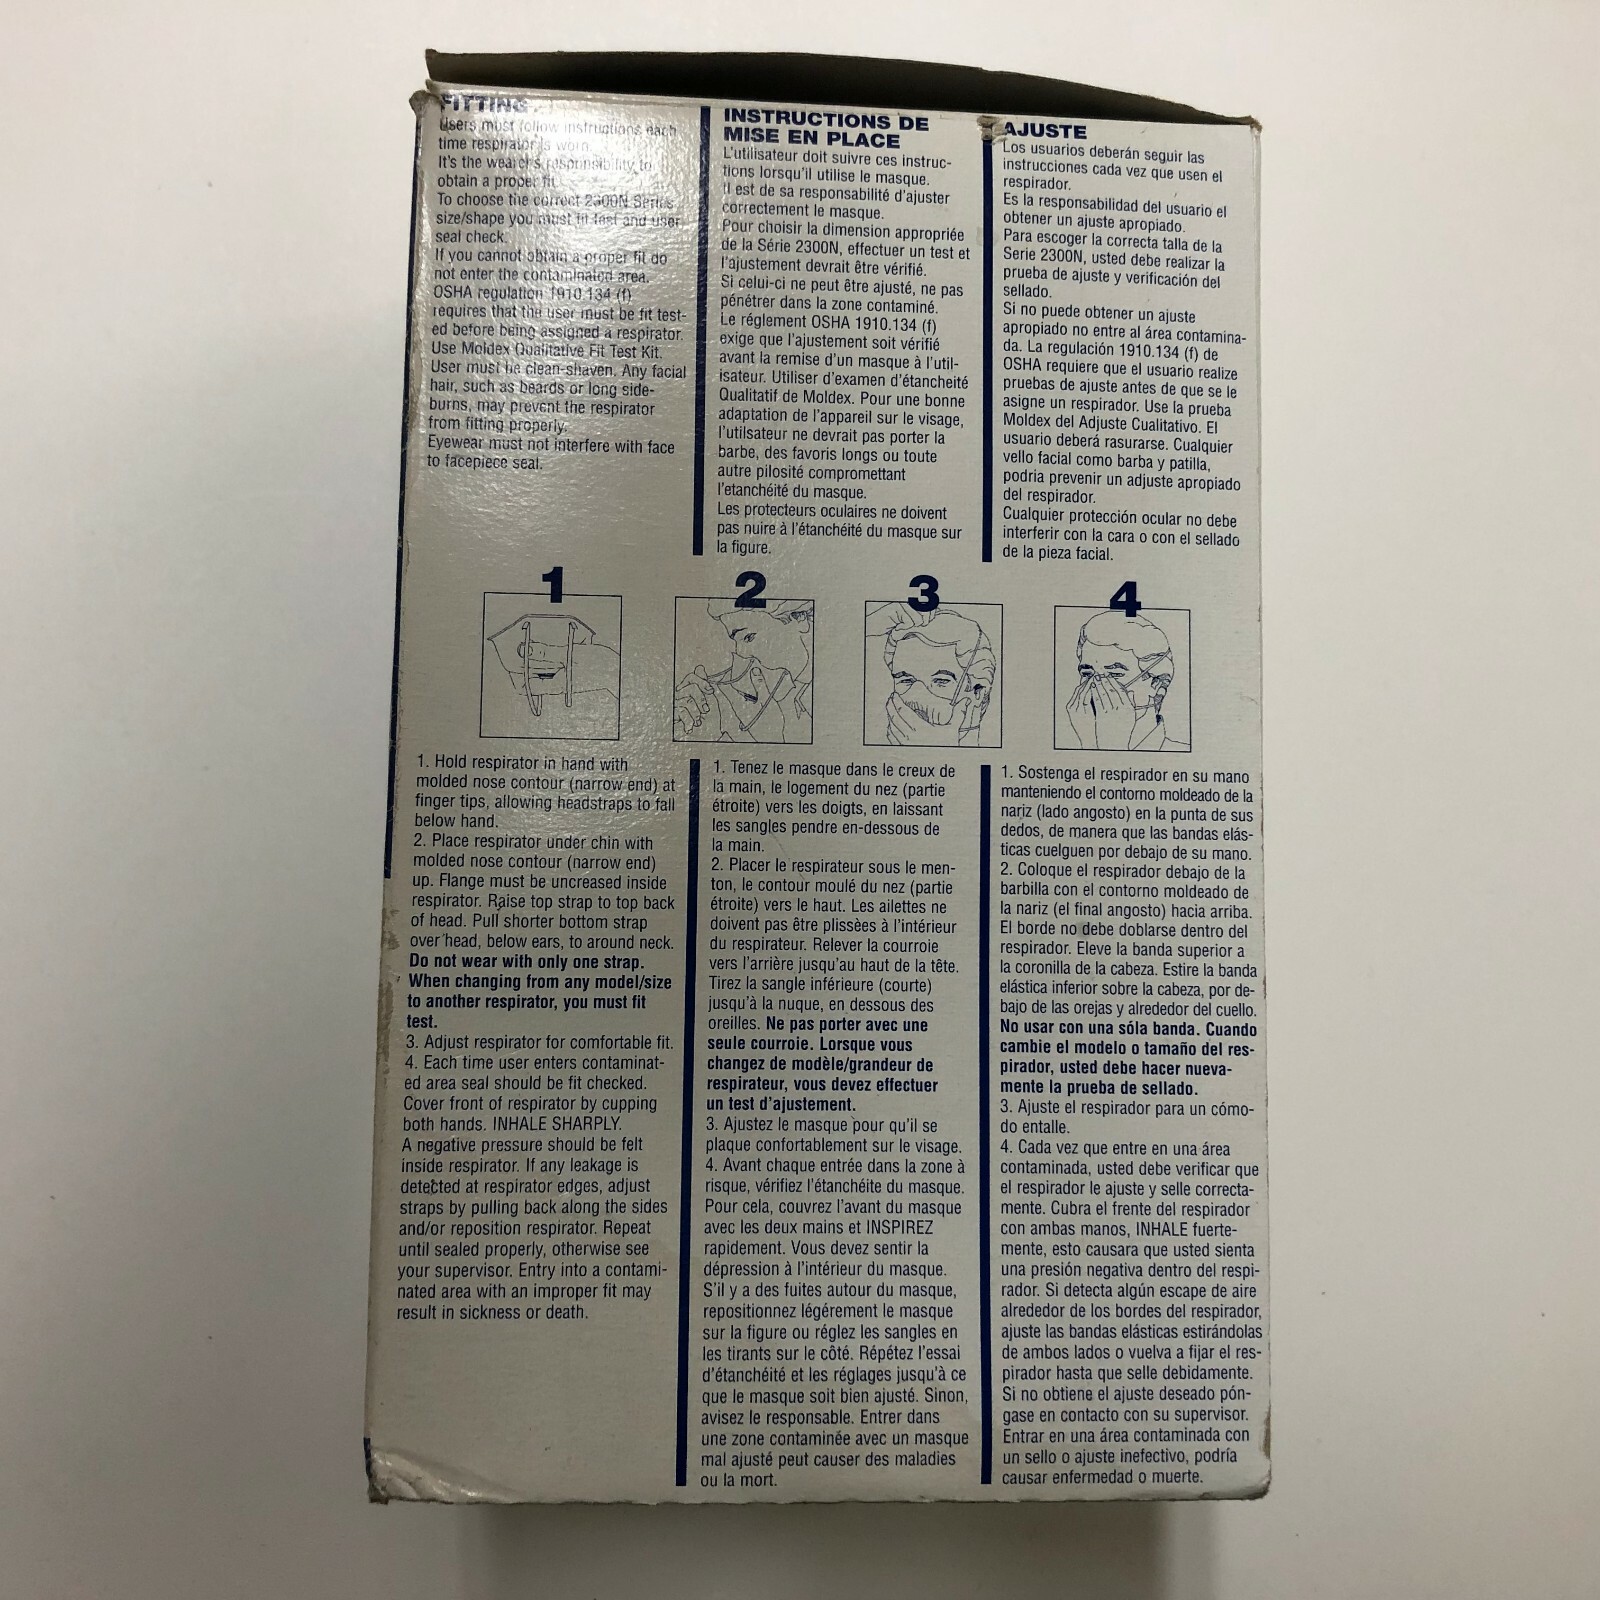 FITTING
Users must follow instructions each
time respirator is worn.
It's the wearer's responsibility to
obtain a proper fit.
To choose the correct 2300N Series
size/shape you must fit test and user
seal check.
If you cannot obtain a proper fit do
not enter the contaminated area.
OSHA regulation 1910.134 (f)
requires that the user must be fit test-
ed before being assigned a respirator.
Use Moldex Qualitative Fit Test Kit.
User must be clean-shaven. Any facial
hair, such as beards or long side-
burns, may prevent the respirator
from fitting properly.
Eyewear must not interfere with face
to facepiece seal.
INSTRUCTIONS DE
MISE EN PLACE
L'utilisateur doit suivre ces instruc-
tions lorsqu'il utilise le masque.
Il est de sa responsabilité d'ajuster
correctement le masque.
Pour choisir la dimension appropriée
de la Série 2300N, effectuer un test et
l'ajustement devrait être vérifié.
Si celui-ci ne peut être ajusté, ne pas
pénétrer dans la zone contaminé.
Le réglement OSHA 1910.134 (f)
exige que l'ajustement soit vérifié
avant la remise d'un masque à l'util-
isateur. Utiliser d'examen d'étancheité
Qualitatif de Moldex. Pour une bonne
adaptation de l'appareil sur le visage,
l'utilsateur ne devrait pas porter la
barbe, des favoris longs ou toute
autre pilosité compromettant
l'etanchéité du masque.
Les protecteurs oculaires ne doivent
pas nuire à l'étanchéité du masque sur
la figure.
AJUSTE
Los usuarios deberán seguir las
instrucciones cada vez que usen el
respirador.
Es la responsabilidad del usuario el
obtener un ajuste apropiado.
Para escoger la correcta talla de la
Serie 2300N, usted debe realizar la
prueba de ajuste y verificación del
sellado.
Si no puede obtener un ajuste
apropiado no entre al área contamina-
da. La regulación 1910.134 (f) de
OSHA requiere que el usuario realize
pruebas de ajuste antes de que se le
asigne un respirador. Use la prueba
Moldex del Adjuste Cualitativo. El
usuario deberá rasurarse. Cualquier
vello facial como barba y patilla,
podria prevenir un adjuste apropiado
del respirador.
Cualquier protección ocular no debe
interferir con la cara o con el sellado
de la pieza facial.
1
2
3
4
1. Hold respirator in hand with
molded nose contour (narrow end) at
finger tips, allowing headstraps to fall
below hand.
2. Place respirator under chin with
molded nose contour (narrow end)
up. Flange must be uncreased inside
respirator. Raise top strap to top back
of head. Pull shorter bottom strap
over head, below ears, to around neck.
Do not wear with only one strap.
When changing from any model/size
to another respirator, you must fit
test.
3. Adjust respirator for comfortable fit.
4. Each time user enters contaminat-
ed area seal should be fit checked.
Cover front of respirator by cupping
both hands. INHALE SHARPLY.
A negative pressure should be felt
inside respirator. If any leakage is
detected at respirator edges, adjust
straps by pulling back along the sides
and/or reposition respirator. Repeat
until sealed properly, otherwise see
your supervisor. Entry into a contami-
nated area with an improper fit may
result in sickness or death.
1. Tenez le masque dans le creux de
la main, le logement du nez (partie
étroite) vers les doigts, en laissant
les sangles pendre en-dessous de
la main.
2. Placer le respirateur sous le men-
ton, le contour moulé du nez (partie
étroite) vers le haut. Les ailettes ne
doivent pas être plissèes à l'intérieur
du respirateur. Relever la courroie
vers l'arrière jusqu'au haut de la tête.
Tirez la sangle inférieure (courte)
jusqu'à la nuque, en dessous des
oreilles. Ne pas porter avec une
seule courroie. Lorsque vous
changez de modèle/grandeur de
respirateur, vous devez effectuer
un test d'ajustement.
3. Ajustez le masque pour qu'il se
plaque confortablement sur le visage.
4. Avant chaque entrée dans la zone à
risque, vérifiez l'étanchéite du masque.
Pour cela, couvrez l'avant du masque
avec les deux mains et INSPIREZ
rapidement. Vous devez sentir la
dépression à l'intérieur du masque.
S'il y a des fuites autour du masque,
repositionnez légérement le masque
sur la figure ou réglez les sangles en
les tirants sur le côté. Répétez l'essai
d'étanchéité et les réglages jusqu'à ce
que le masque soit bien ajusté. Sinon,
avisez le responsable. Entrer dans
une zone contaminée avec un masque
mal ajusté peut causer des maladies
ou la mort.
1. Sostenga el respirador en su mano
manteniendo el contorno moldeado de la
nariz (lado angosto) en la punta de sus
dedos, de manera que las bandas elás-
ticas cuelguen por debajo de su mano.
2. Coloque el respirador debajo de la
barbilla con el contorno moldeado de
la nariz (el final angosto) hacia arriba.
El borde no debe doblarse dentro del
respirador. Eleve la banda superior a
la coronilla de la cabeza. Estire la banda
elástica inferior sobre la cabeza, por de-
bajo de las orejas y alrededor del cuello.
No usar con una sóla banda. Cuando
cambie el modelo o tamaño del res-
pirador, usted debe hacer nueva-
mente la prueba de sellado.
3. Ajuste el respirador para un cómo-
do entalle.
4. Cada vez que entre en una área
contaminada, usted debe verificar que
el respirador le ajuste y selle correcta-
mente. Cubra el frente del respirador
con ambas manos, INHALE fuerte-
mente, esto causara que usted sienta
una presión negativa dentro del respi-
rador. Si detecta algún escape de aire
alrededor de los bordes del respirador,
ajuste las bandas elásticas estirándolas
de ambos lados o vuelva a fijar el res-
pirador hasta que selle debidamente.
Si no obtiene el ajuste deseado pón-
gase en contacto con su supervisor.
Entrar en una área contaminada con
un sello o ajuste inefectivo, podría
causar enfermedad o muerte.